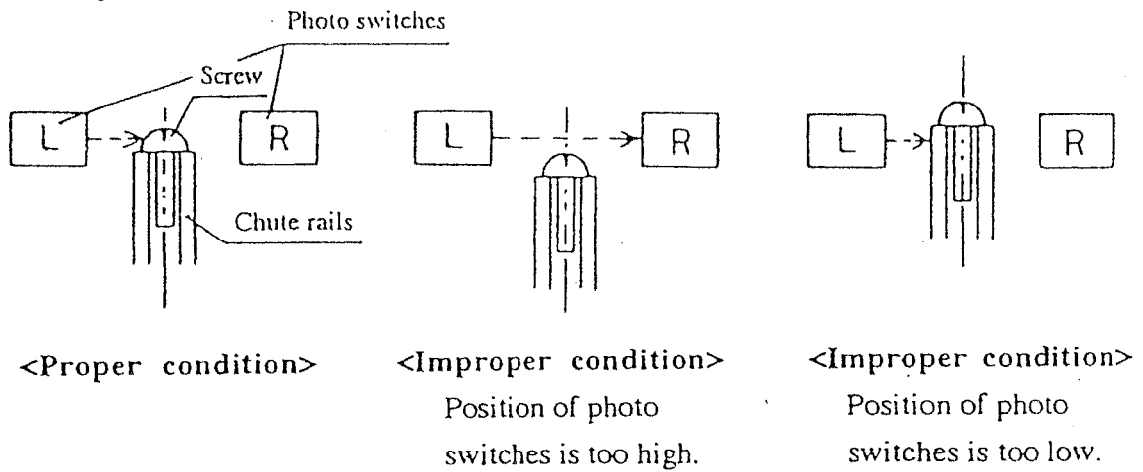 Photo switches
Screw
L
R
L
R
L
R
Chute rails
<Proper condition>
<Improper condition>
Position of photo
switches is too high.
<Improper condition>
Position of photo
switches is too low.